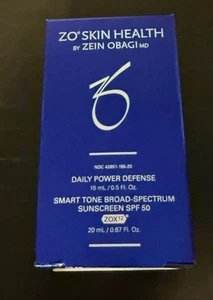 ZO® SKIN HEALTH
BY ZEIN OBAGI MD
DAILY POWER DEFENSE
15 mL / 0.5 Fl. Oz.
SMART TONE BROAD-SPECTRUM
SUNSCREEN SPF 50
ZOX12®
20 mL / 0.67 Fl. Oz.